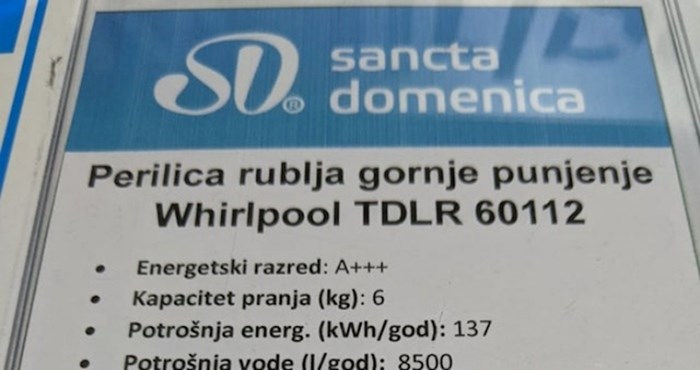 SD® sancta
domenica
Perilica rublja gornje punjenje
Whirlpool TDLR 60112
• Energetski razred: A+++
• Kapacitet pranja (kg): 6
• Potrošnja energ. (kWh/god): 137
• Potrošnja vode (l/god): 8500